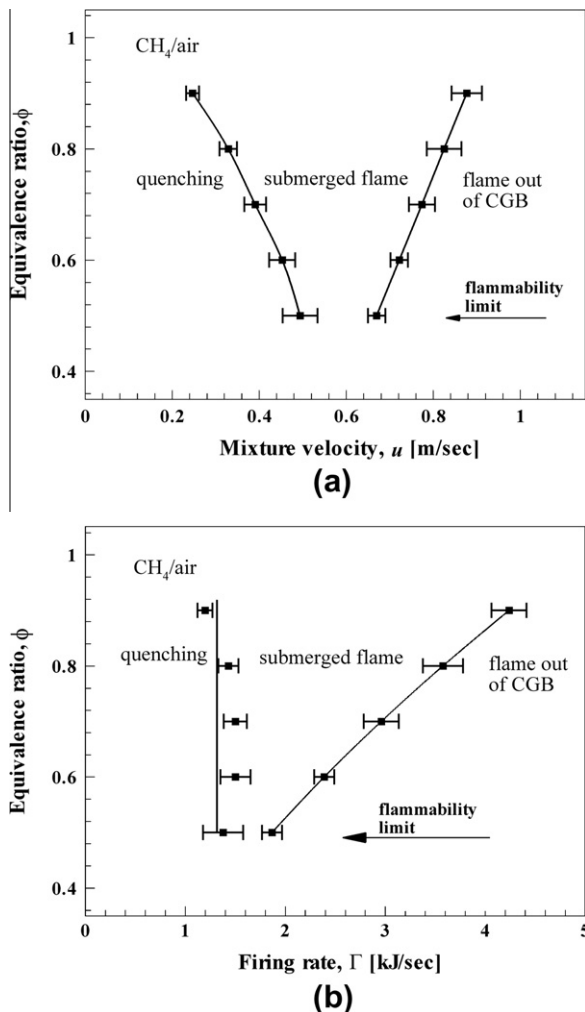 CH₄/air
quenching
submerged flame
flame out
of CGB
flammability
limit
Equivalence ratio,ϕ
1
0.8
0.6
0.4
0 0.2 0.4 0.6 0.8 1
Mixture velocity, u [m/sec]
(a)
CH₄/air
quenching
submerged flame
flame out
of CGB
flammability
limit
Equivalence ratio, ϕ
1
0.8
0.6
0.4
0 1 2 3 4 5
Firing rate, Γ [kJ/sec]
(b)